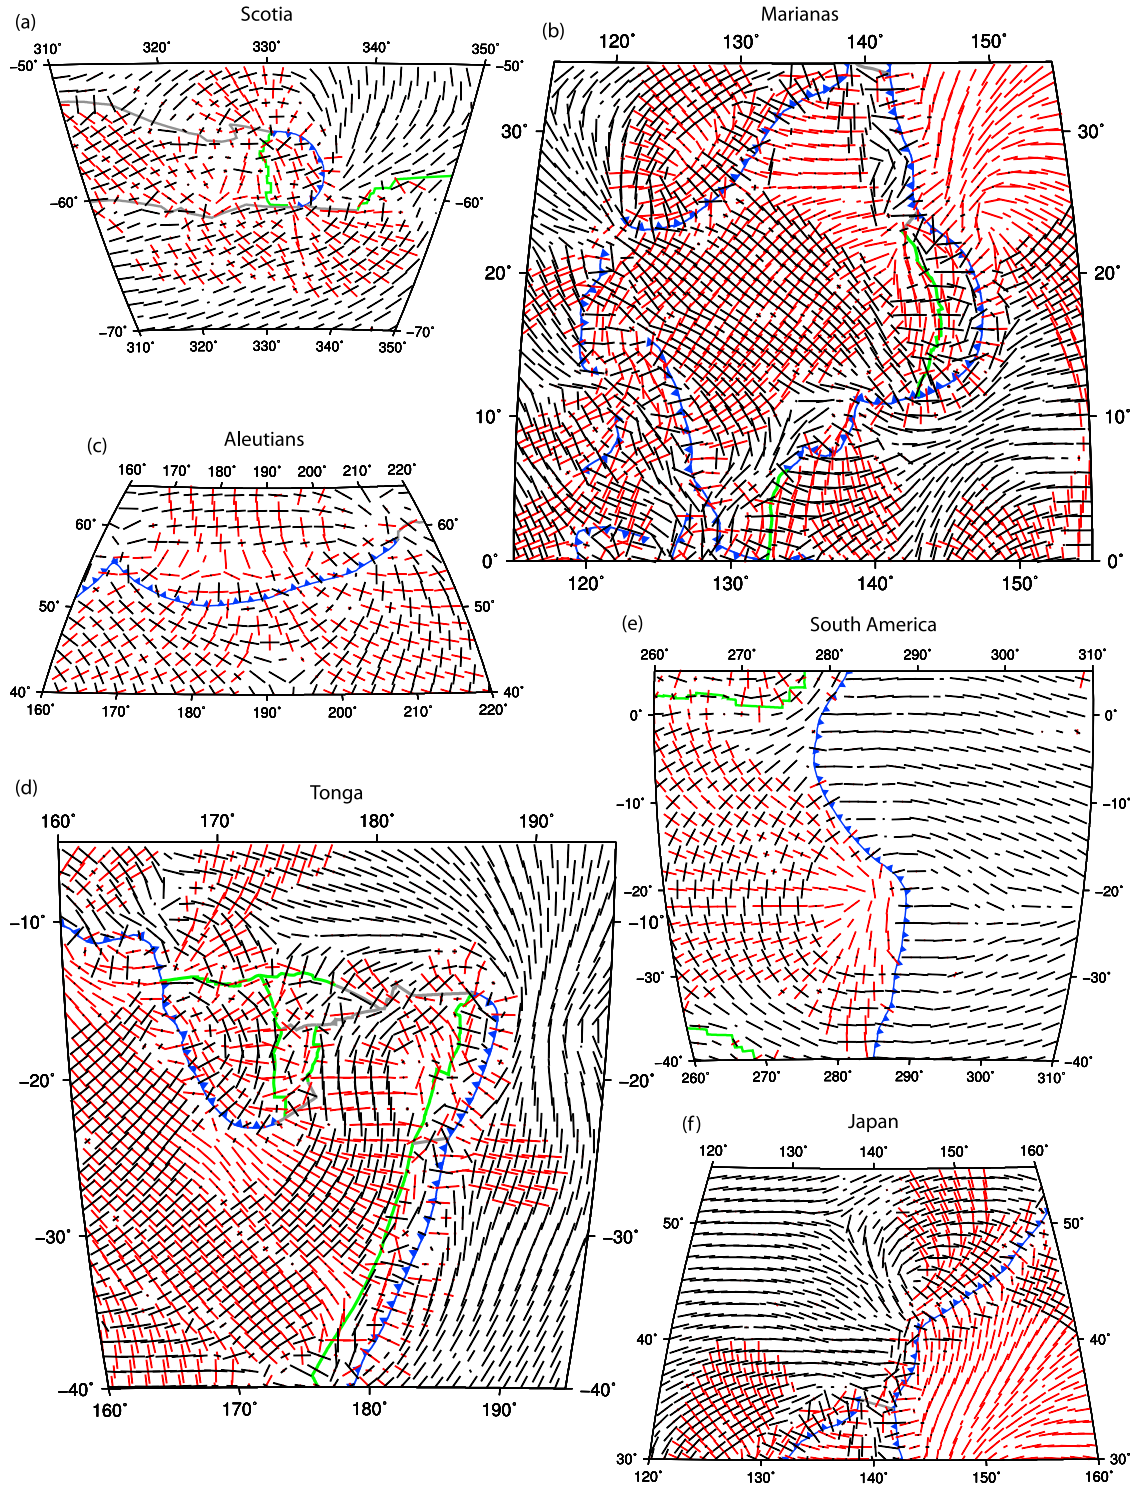 (a)
Scotia
310˚ 320˚ 330˚ 340˚ 350˚
−50˚ −50˚
−60˚ −60˚
−70˚ −70˚
310˚ 320˚ 330˚ 340˚ 350˚
(b)
Marianas
120˚ 130˚ 140˚ 150˚
30˚ 30˚
20˚ 20˚
10˚ 10˚
0˚ 0˚
120˚ 130˚ 140˚ 150˚
(c)
Aleutians
160˚ 170˚ 180˚ 190˚ 200˚ 210˚ 220˚
60˚ 60˚
50˚ 50˚
40˚ 40˚
160˚ 170˚ 180˚ 190˚ 200˚ 210˚ 220˚
(d)
Tonga
160˚ 170˚ 180˚ 190˚
−10˚ −10˚
−20˚ −20˚
−30˚ −30˚
−40˚ −40˚
160˚ 170˚ 180˚ 190˚
(e)
South America
260˚ 270˚ 280˚ 290˚ 300˚ 310˚
0˚ 0˚
−10˚ −10˚
−20˚ −20˚
−10˚
−30˚ −30˚
−40˚ −40˚
260˚ 270˚ 280˚ 290˚ 300˚ 310˚
(f)
Japan
120˚ 130˚ 140˚ 150˚ 160˚
50˚ 50˚
40˚ 40˚
30˚ 30˚
120˚ 130˚ 140˚ 150˚ 160˚